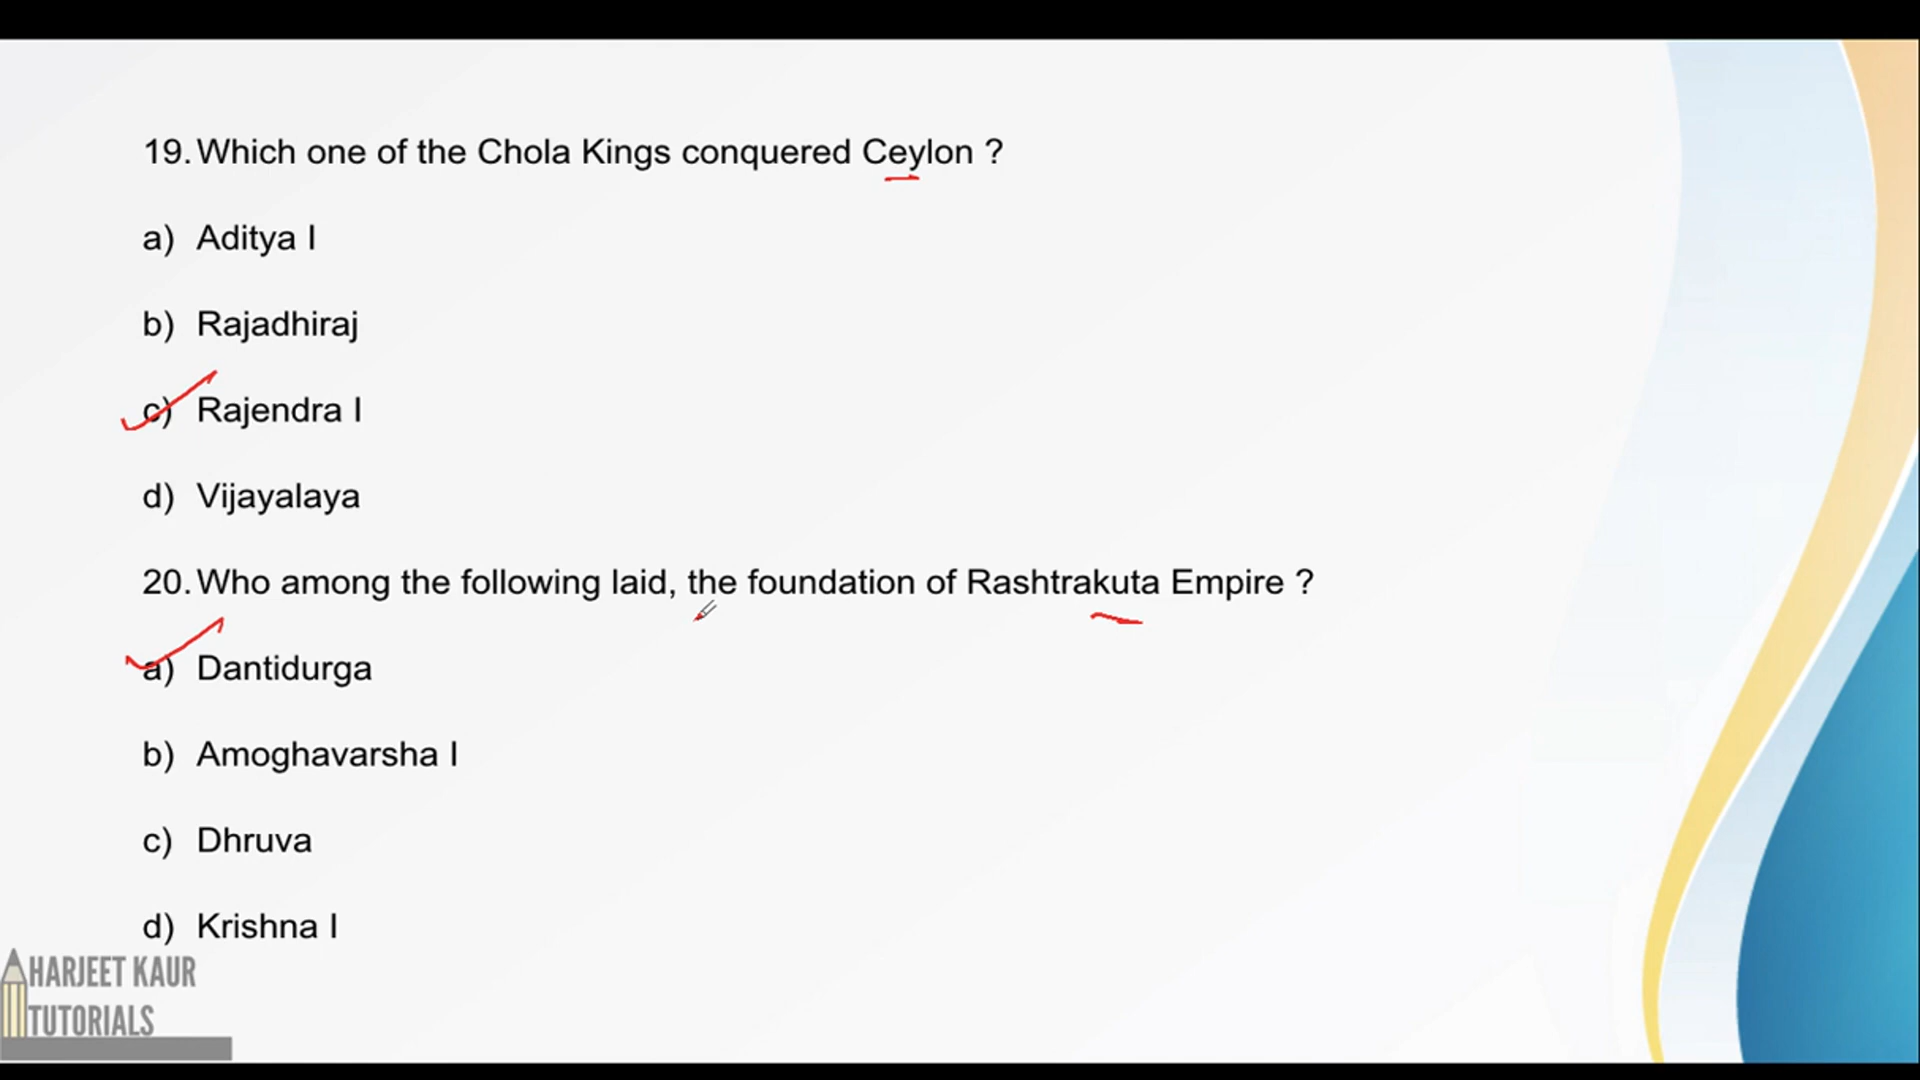 19. Which one of the Chola Kings conquered Ceylon ?
a) Aditya I
b) Rajadhiraj
c) Rajendra I
d) Vijayalaya
20. Who among the following laid, the foundation of Rashtrakuta Empire ?
a) Dantidurga
b) Amoghavarsha I
c) Dhruva
d) Krishna I
HARJEET KAUR
TUTORIALS